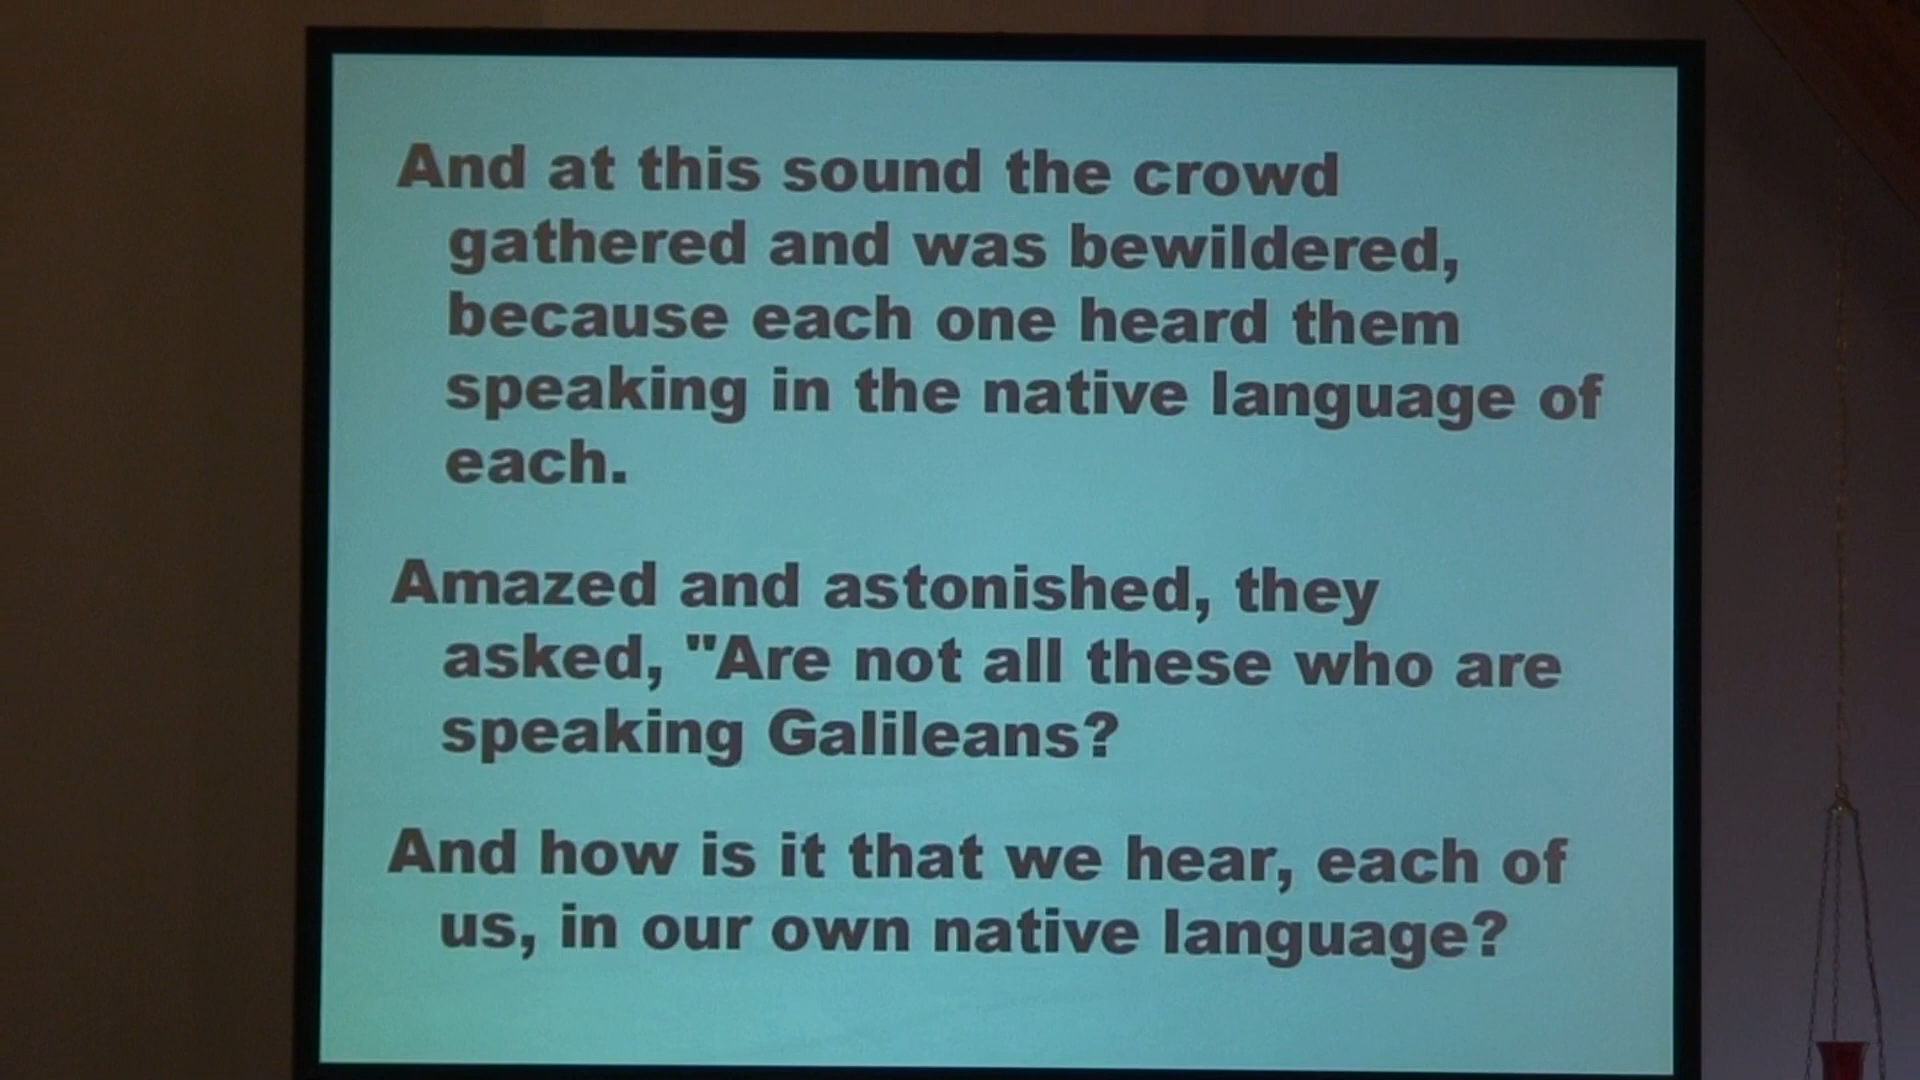 And at this sound the crowd
gathered and was bewildered,
because each one heard them
speaking in the native language of
each.
Amazed and astonished, they
asked, "Are not all these who are
speaking Galileans?
And how is it that we hear, each of
us, in our own native language?